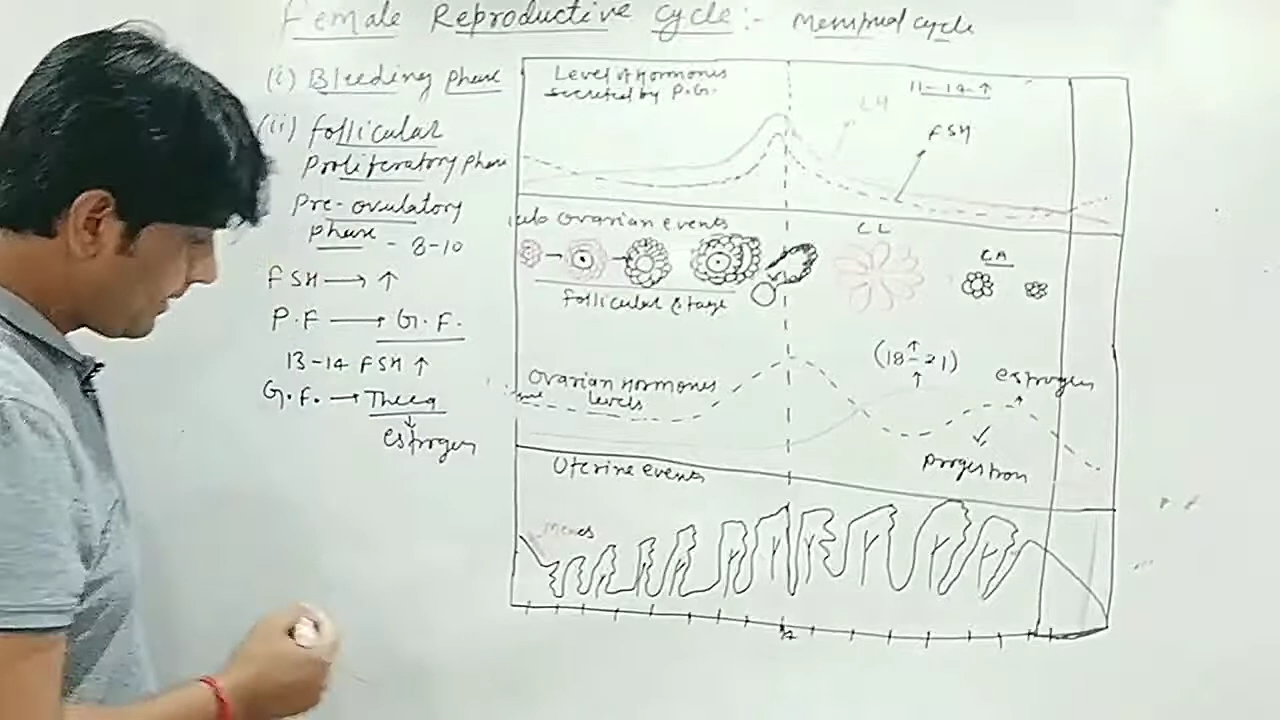 Female Reproductive Cycle:- Menstrual cycle
(i) Bleeding phase
(ii) Follicular
Proliferatory phase
Pre-ovulatory
phase - 8-10
FSH → ↑
P.F → G.F.
13-14 FSH ↑
G.F. → Theca
↓
estrogen
Level of Hormones
secreted by P.G.
11-14 ↑
LH
FSH
Ovarian events
CL
CA
Follicular stage
(18-21)
↑
Ovarian Hormones
levels
estrogen
Progestron
Uterine events
Menses